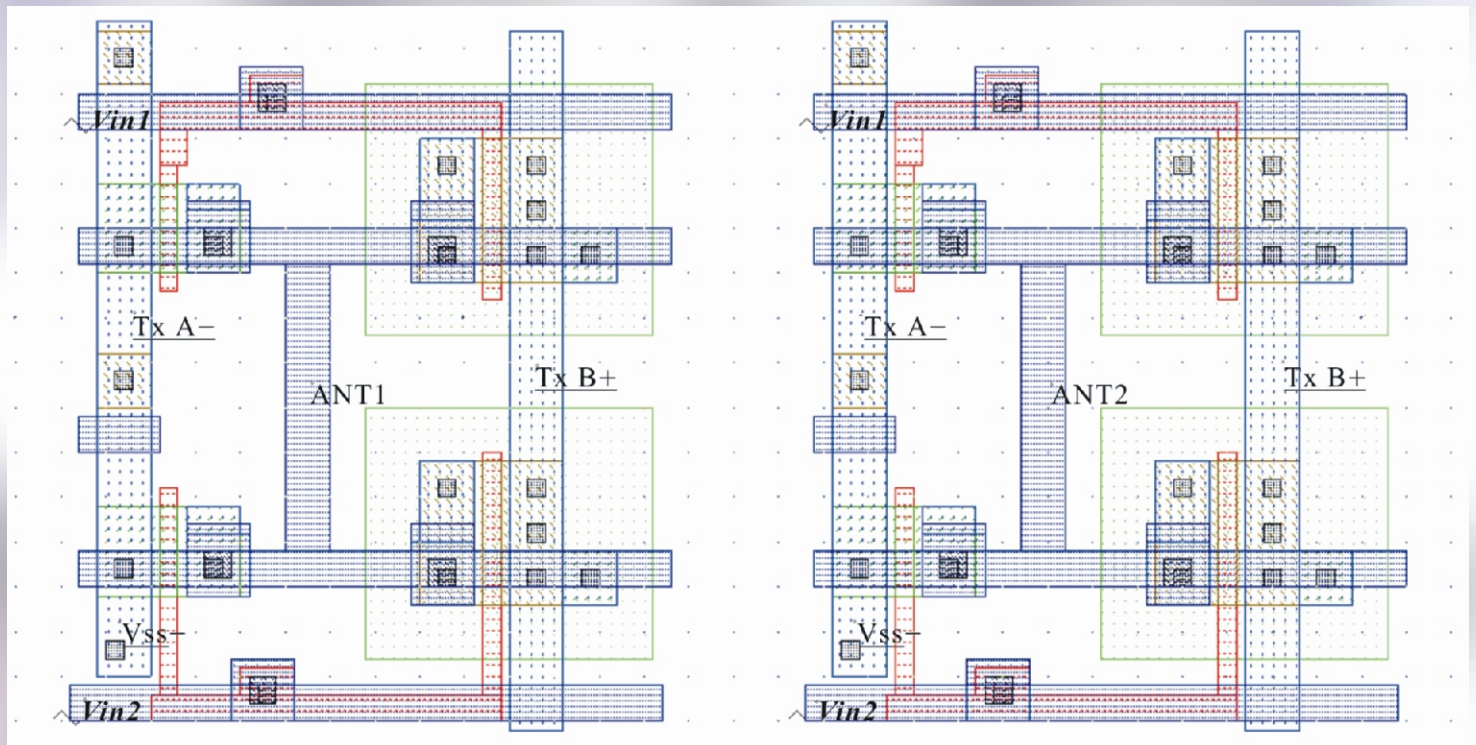 Vin1
Tx A−
Tx B+
ANT1
Vss−
Vin2
Vin1
Tx A−
Tx B+
ANT2
Vss−
Vin2